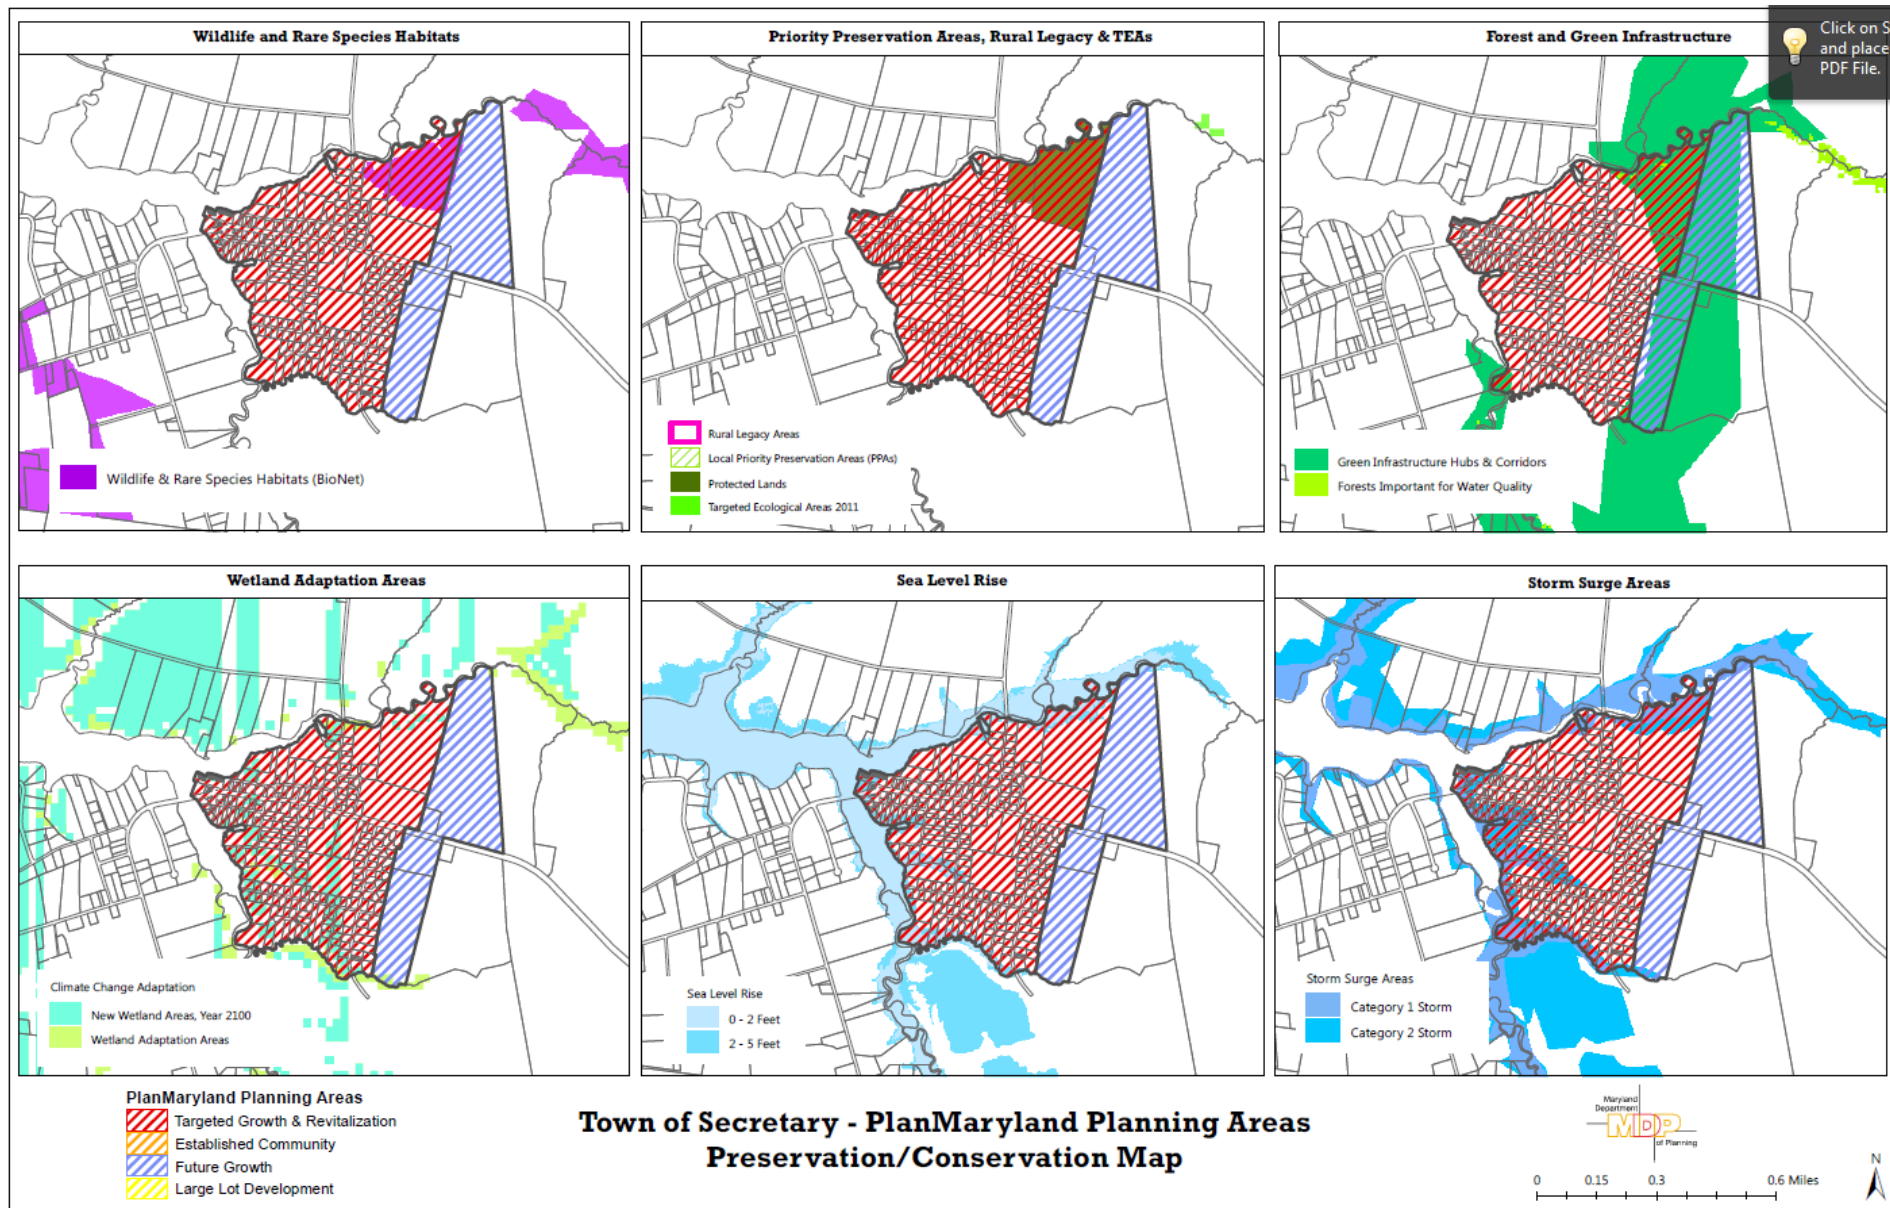 Wildlife and Rare Species Habitats
Wildlife & Rare Species Habitats (BioNet)
Priority Preservation Areas, Rural Legacy & TEAs
Rural Legacy Areas
Local Priority Preservation Areas (PPAs)
Protected Lands
Targeted Ecological Areas 2011
Forest and Green Infrastructure
Green Infrastructure Hubs & Corridors
Forests Important for Water Quality
Click on S
and place
PDF File.
Wetland Adaptation Areas
Climate Change Adaptation
New Wetland Areas, Year 2100
Wetland Adaptation Areas
Sea Level Rise
Sea Level Rise
0 - 2 Feet
2 - 5 Feet
Storm Surge Areas
Storm Surge Areas
Category 1 Storm
Category 2 Storm
PlanMaryland Planning Areas
Targeted Growth & Revitalization
Established Community
Future Growth
Large Lot Development
Town of Secretary - PlanMaryland Planning Areas
Preservation/Conservation Map
Maryland
Department
MDP
of Planning
0 0.15 0.3 0.6 Miles
N